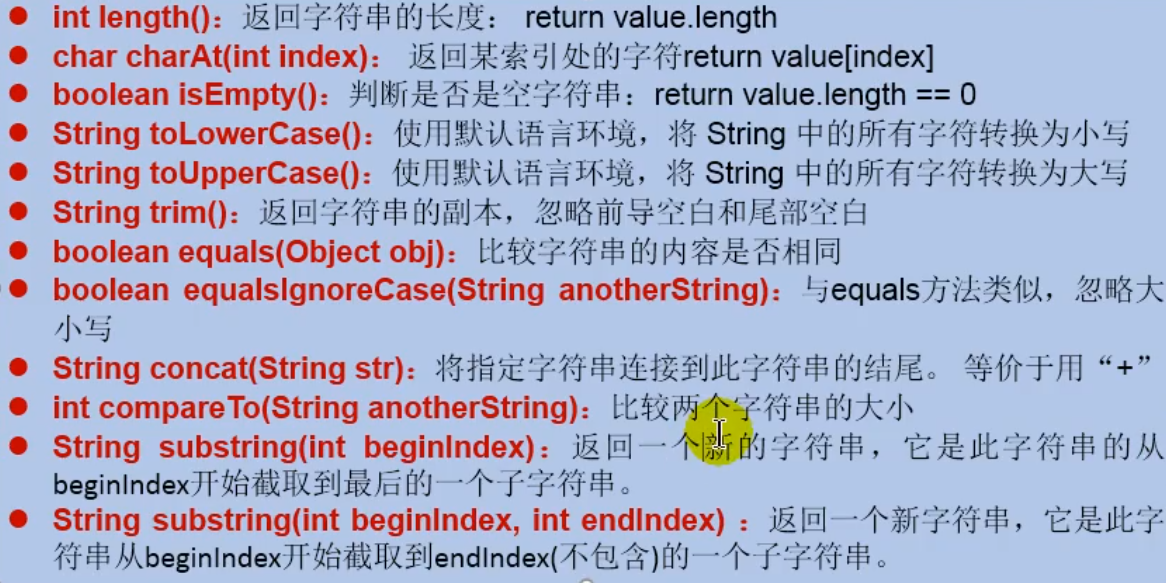 ● int length()：返回字符串的长度： return value.length
● char charAt(int index)： 返回某索引处的字符return value[index]
● boolean isEmpty()：判断是否是空字符串：return value.length == 0
● String toLowerCase()：使用默认语言环境，将 String 中的所有字符转换为小写
● String toUpperCase()：使用默认语言环境，将 String 中的所有字符转换为大写
● String trim()：返回字符串的副本，忽略前导空白和尾部空白
● boolean equals(Object obj)：比较字符串的内容是否相同
● boolean equalsIgnoreCase(String anotherString)：与equals方法类似，忽略大
小写
● String concat(String str)：将指定字符串连接到此字符串的结尾。 等价于用“+”
● int compareTo(String anotherString)：比较两个字符串的大小
● String substring(int beginIndex)：返回一个新的字符串，它是此字符串的从
beginIndex开始截取到最后的一个子字符串。
● String substring(int beginIndex, int endIndex) ：返回一个新字符串，它是此字
符串从beginIndex开始截取到endIndex(不包含)的一个子字符串。